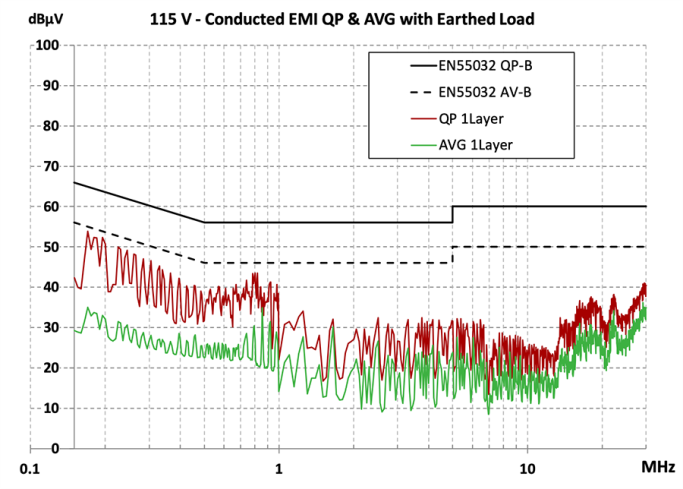 dBµV
115 V - Conducted EMI QP & AVG with Earthed Load
100
90
80
70
60
50
40
30
20
10
0
EN55032 QP-B
EN55032 AV-B
QP 1Layer
AVG 1Layer
0.1
1
10
MHz